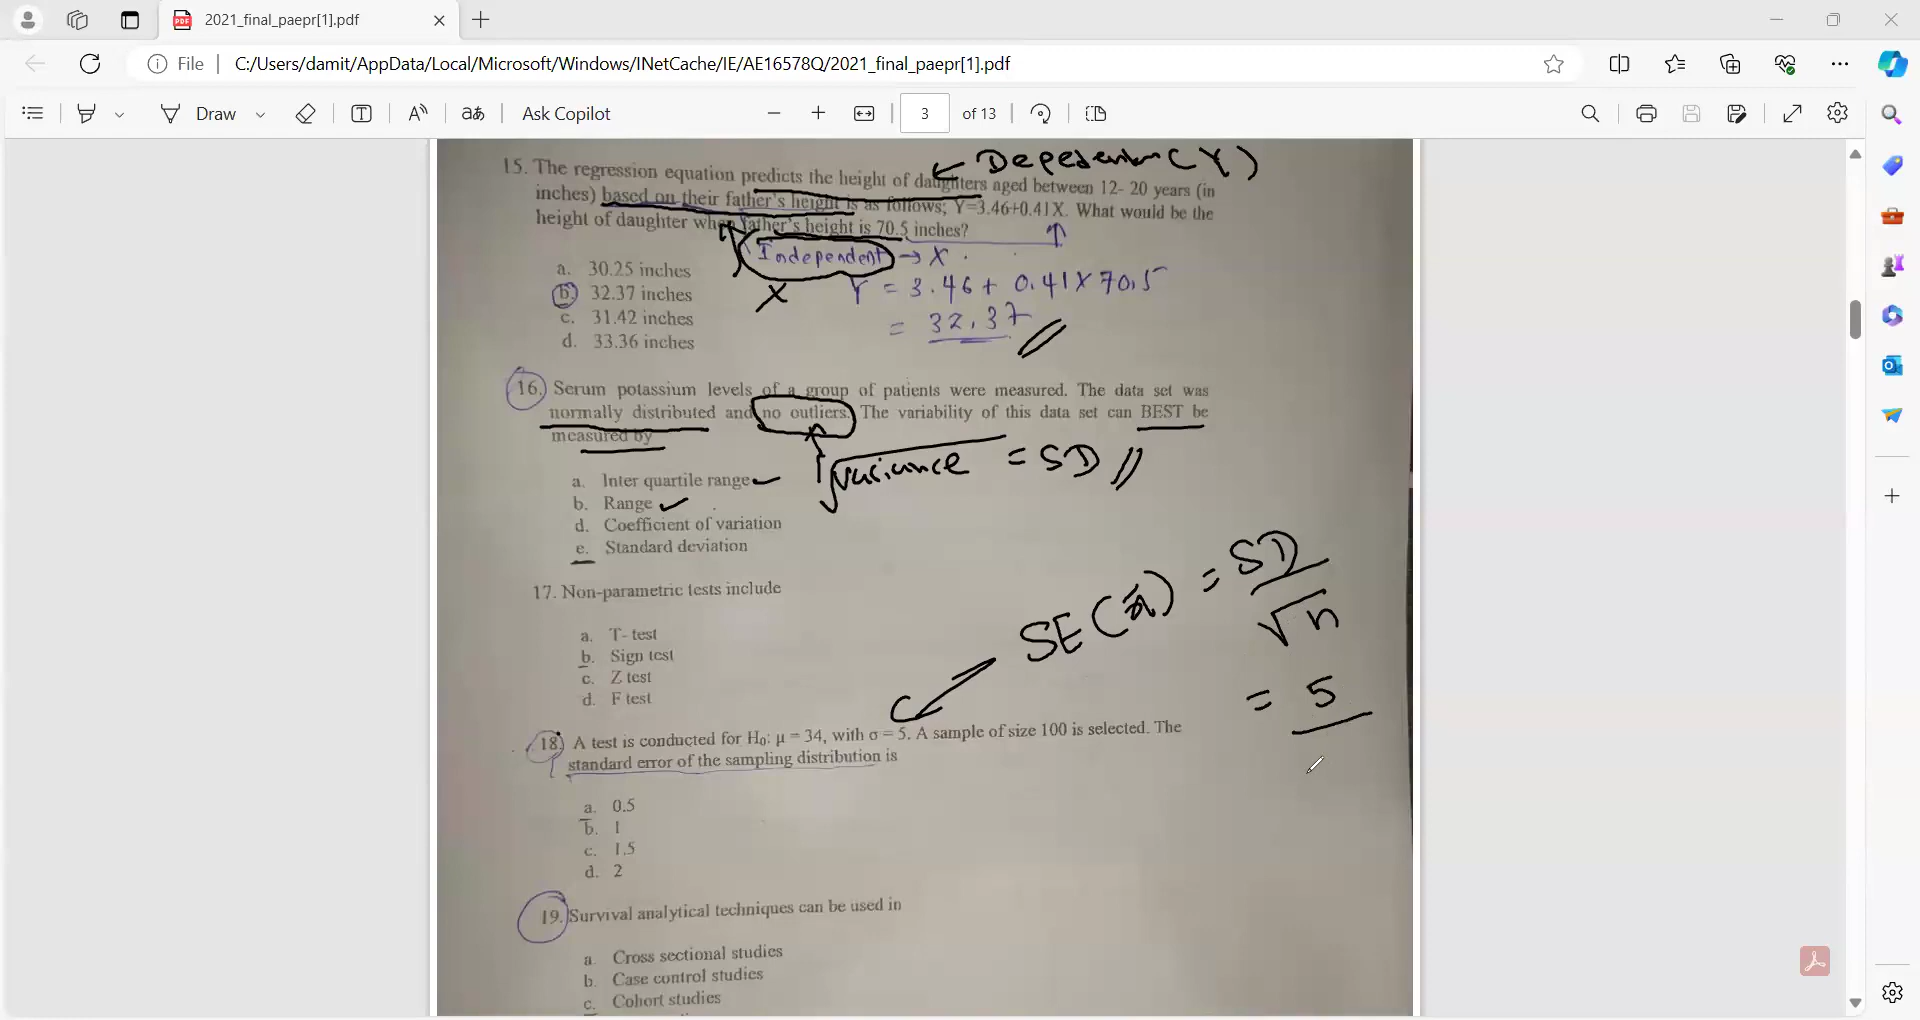 2021_final_paepr[1].pdf
File
C:/Users/damit/AppData/Local/Microsoft/Windows/INetCache/IE/AE16578Q/2021_final_paepr[1].pdf
Draw
Ask Copilot
3 of 13
(Y)
15. The regression equation predicts the height of daughters aged between 12- 20 years (in
inches) based on their father's height is as follows; Y=3.46+0.41X. What would be the
height of daughter when father's height is 70.5 inches?
Independent → X
X
a. 30.25 inches
Y = 3.46 + 0.41 X 70.5
b. 32.37 inches
= 32.37
c. 31.42 inches
d. 33.36 inches
16. Serum potassium levels of a group of patients were measured. The data set was
normally distributed and no outliers. The variability of this data set can BEST be
measured by
√variance = SD
a. Inter quartile range
b. Range
d. Coefficient of variation
e. Standard deviation
SE(x̄) = SD
√n
= 5
17. Non-parametric tests include
a. T- test
b. Sign test
c. Z test
d. F test
18. A test is conducted for H₀: μ = 34, with σ = 5. A sample of size 100 is selected. The
standard error of the sampling distribution is
a. 0.5
b. 1
c. 1.5
d. 2
19. Survival analytical techniques can be used in
a. Cross sectional studies
b. Case control studies
c. Cohort studies